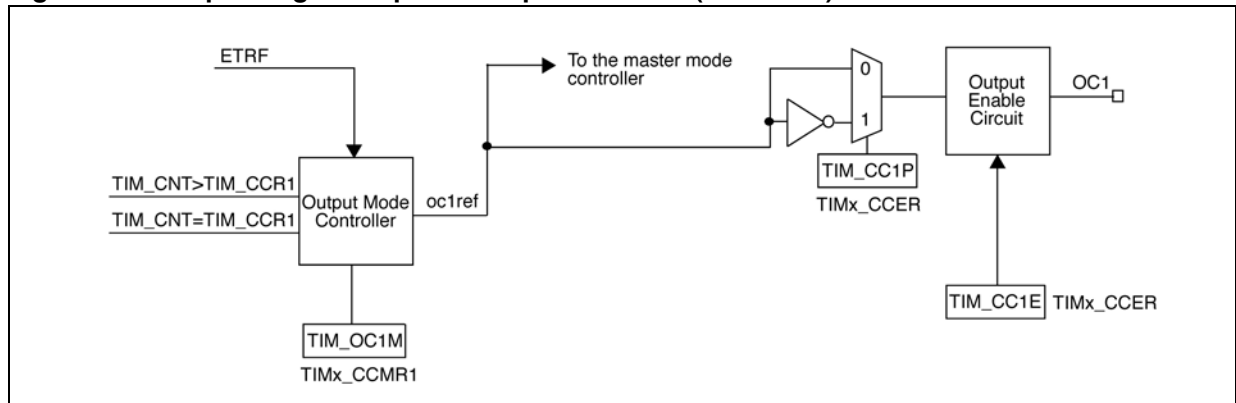 ETRF
To the master mode
controller
0
1
Output
Enable
Circuit
OC1
TIM_CC1P
TIMx_CCER
TIM_CNT>TIM_CCR1
TIM_CNT=TIM_CCR1
Output Mode
Controller
oc1ref
TIM_CC1E
TIMx_CCER
TIM_OC1M
TIMx_CCMR1